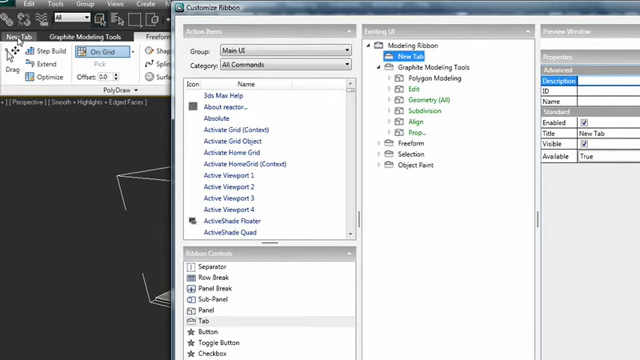 Customize Ribbon
Edit Tools Group
All
New Tab Graphite Modeling Tools Freeform
Step Build
On: Grid
Extend
Pick
Drag
Optimize
Offset: 0.0
PolyDraw
+ ] [ Perspective ] [ Smooth + Highlights + Edged Faces ]
Action Items
Group: Main UI
Category: All Commands
Icon Name
3ds Max Help
About reactor...
Absolute
Activate Grid (Context)
Activate Grid Object
Activate Home Grid
Activate HomeGrid (Context)
Active Viewport 1
Active Viewport 2
Active Viewport 3
Active Viewport 4
ActiveShade Floater
ActiveShade Quad
Ribbon Controls
Separator
Row Break
Panel Break
Sub-Panel
Panel
Tab
Button
Toggle Button
Checkbox
Existing UI
Modeling Ribbon
New Tab
Graphite Modeling Tools
Polygon Modeling
Edit
Geometry (All)
Subdivision
Align
Prop...
Freeform
Selection
Object Paint
Preview Window
Properties
Advanced
Description
ID
Name
Standard
Enabled
Title New Tab
Visible
Available True